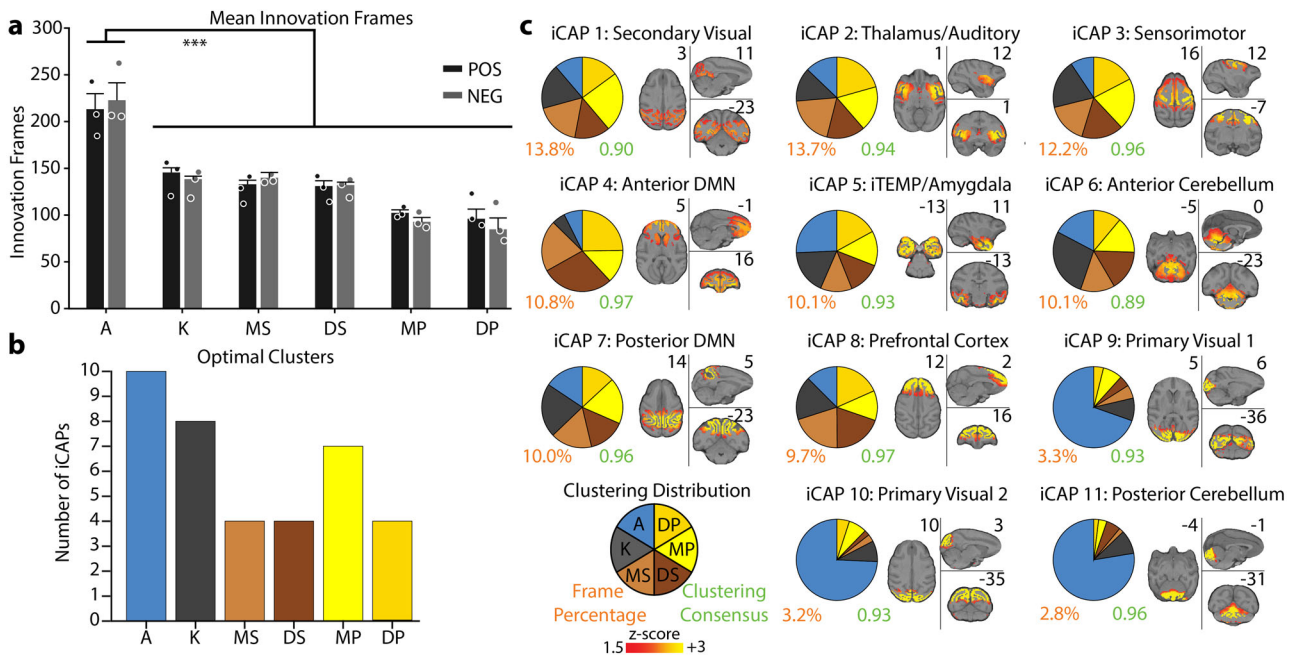 a
Mean Innovation Frames
***
POS
NEG
Innovation Frames
300
250
200
150
100
50
0
A K MS DS MP DP
b
Optimal Clusters
Number of iCAPs
10
9
8
7
6
5
4
3
2
1
0
A K MS DS MP DP
c
iCAP 1: Secondary Visual
3 11
-23
13.8% 0.90
iCAP 2: Thalamus/Auditory
1 12
1
13.7% 0.94
iCAP 3: Sensorimotor
16 12
-7
12.2% 0.96
iCAP 4: Anterior DMN
5 -1
16
10.8% 0.97
iCAP 5: iTEMP/Amygdala
-13 11
-13
10.1% 0.93
iCAP 6: Anterior Cerebellum
-5 0
-23
10.1% 0.89
iCAP 7: Posterior DMN
14 5
-23
10.0% 0.96
iCAP 8: Prefrontal Cortex
12 2
16
9.7% 0.97
iCAP 9: Primary Visual 1
5 6
-36
3.3% 0.93
Clustering Distribution
A DP
K MP
MS DS
Frame Clustering
Percentage Consensus
z-score
1.5 +3
iCAP 10: Primary Visual 2
10 3
-35
3.2% 0.93
iCAP 11: Posterior Cerebellum
-4 -1
-31
2.8% 0.96